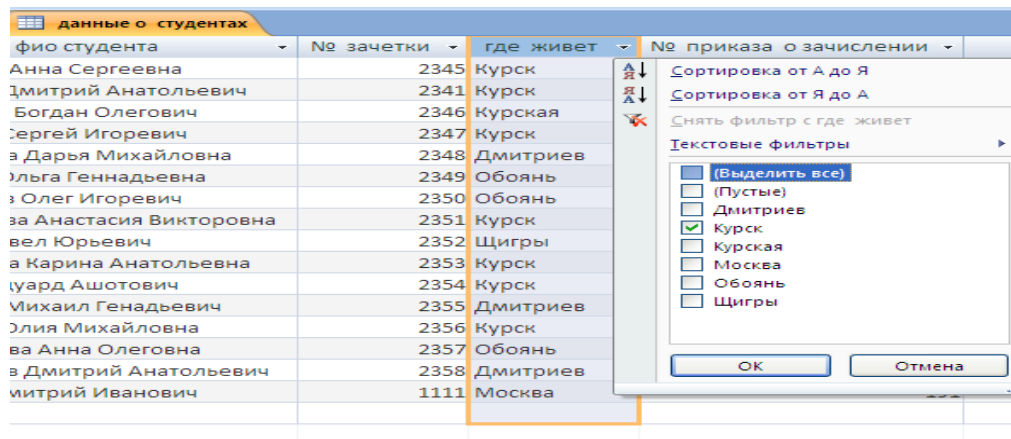 данные о студентах
фио студента № зачетки где живет № приказа о зачислении
Анна Сергеевна 2345 Курск
Дмитрий Анатольевич 2341 Курск
Богдан Олегович 2346 Курская
Сергей Игоревич 2347 Курск
а Дарья Михайловна 2348 Дмитриев
Ольга Геннадьевна 2349 Обоянь
в Олег Игоревич 2350 Обоянь
ва Анастасия Викторовна 2351 Курск
вел Юрьевич 2352 Щигры
а Карина Анатольевна 2353 Курск
уард Ашотович 2354 Курск
Михаил Генадьевич 2355 Дмитриев
Юлия Михайловна 2356 Курск
ва Анна Олеговна 2357 Обоянь
в Дмитрий Анатольевич 2358 Дмитриев
митрий Иванович 1111 Москва
Сортировка от А до Я
Сортировка от Я до А
Снять фильтр с где живет
Текстовые фильтры
(Выделить все)
(Пустые)
Дмитриев
Курск
Курская
Москва
Обоянь
Щигры
ОК Отмена